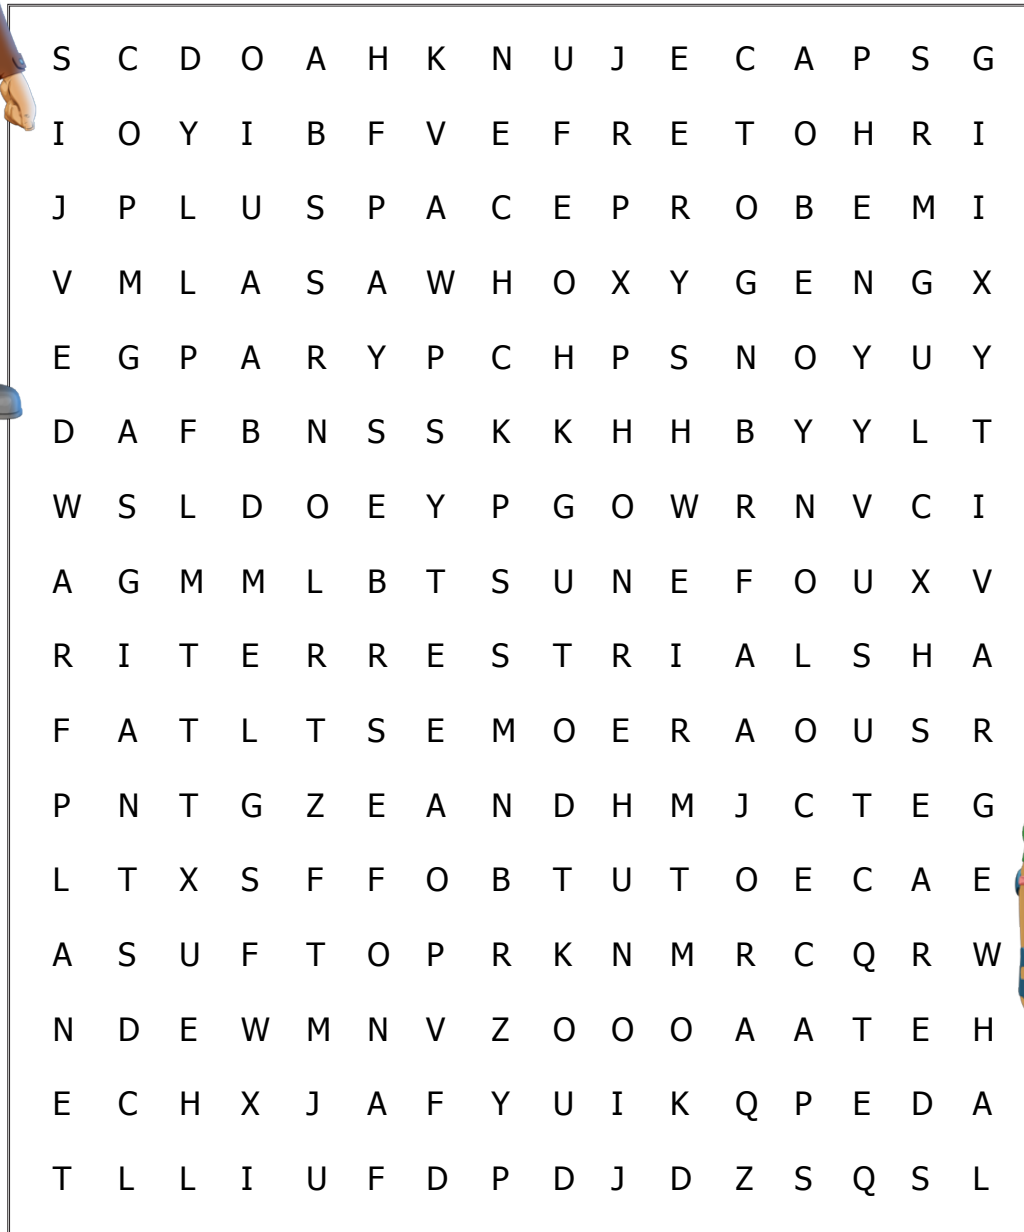 S C D O A H K N U J E C A P S G
I O Y I B F V E F R E T O H R I
J P L U S P A C E P R O B E M I
V M L A S A W H O X Y G E N G X
E G P A R Y P C H P S N O Y U Y
D A F B N S S K K H H B Y Y L T
W S L D O E Y P G O W R N V C I
A G M M L B T S U N E F O U X V
R I T E R R E S T R I A L S H A
F A T L T S E M O E R A O U S R
P N T G Z E A N D H M J C T E G
L T X S F F O B T U T O E C A E
A S U F T O P R K N M R C Q R W
N D E W M N V Z O O O A A T E H
E C H X J A F Y U I K Q P E D A
T L L I U F D P D J D Z S Q S L